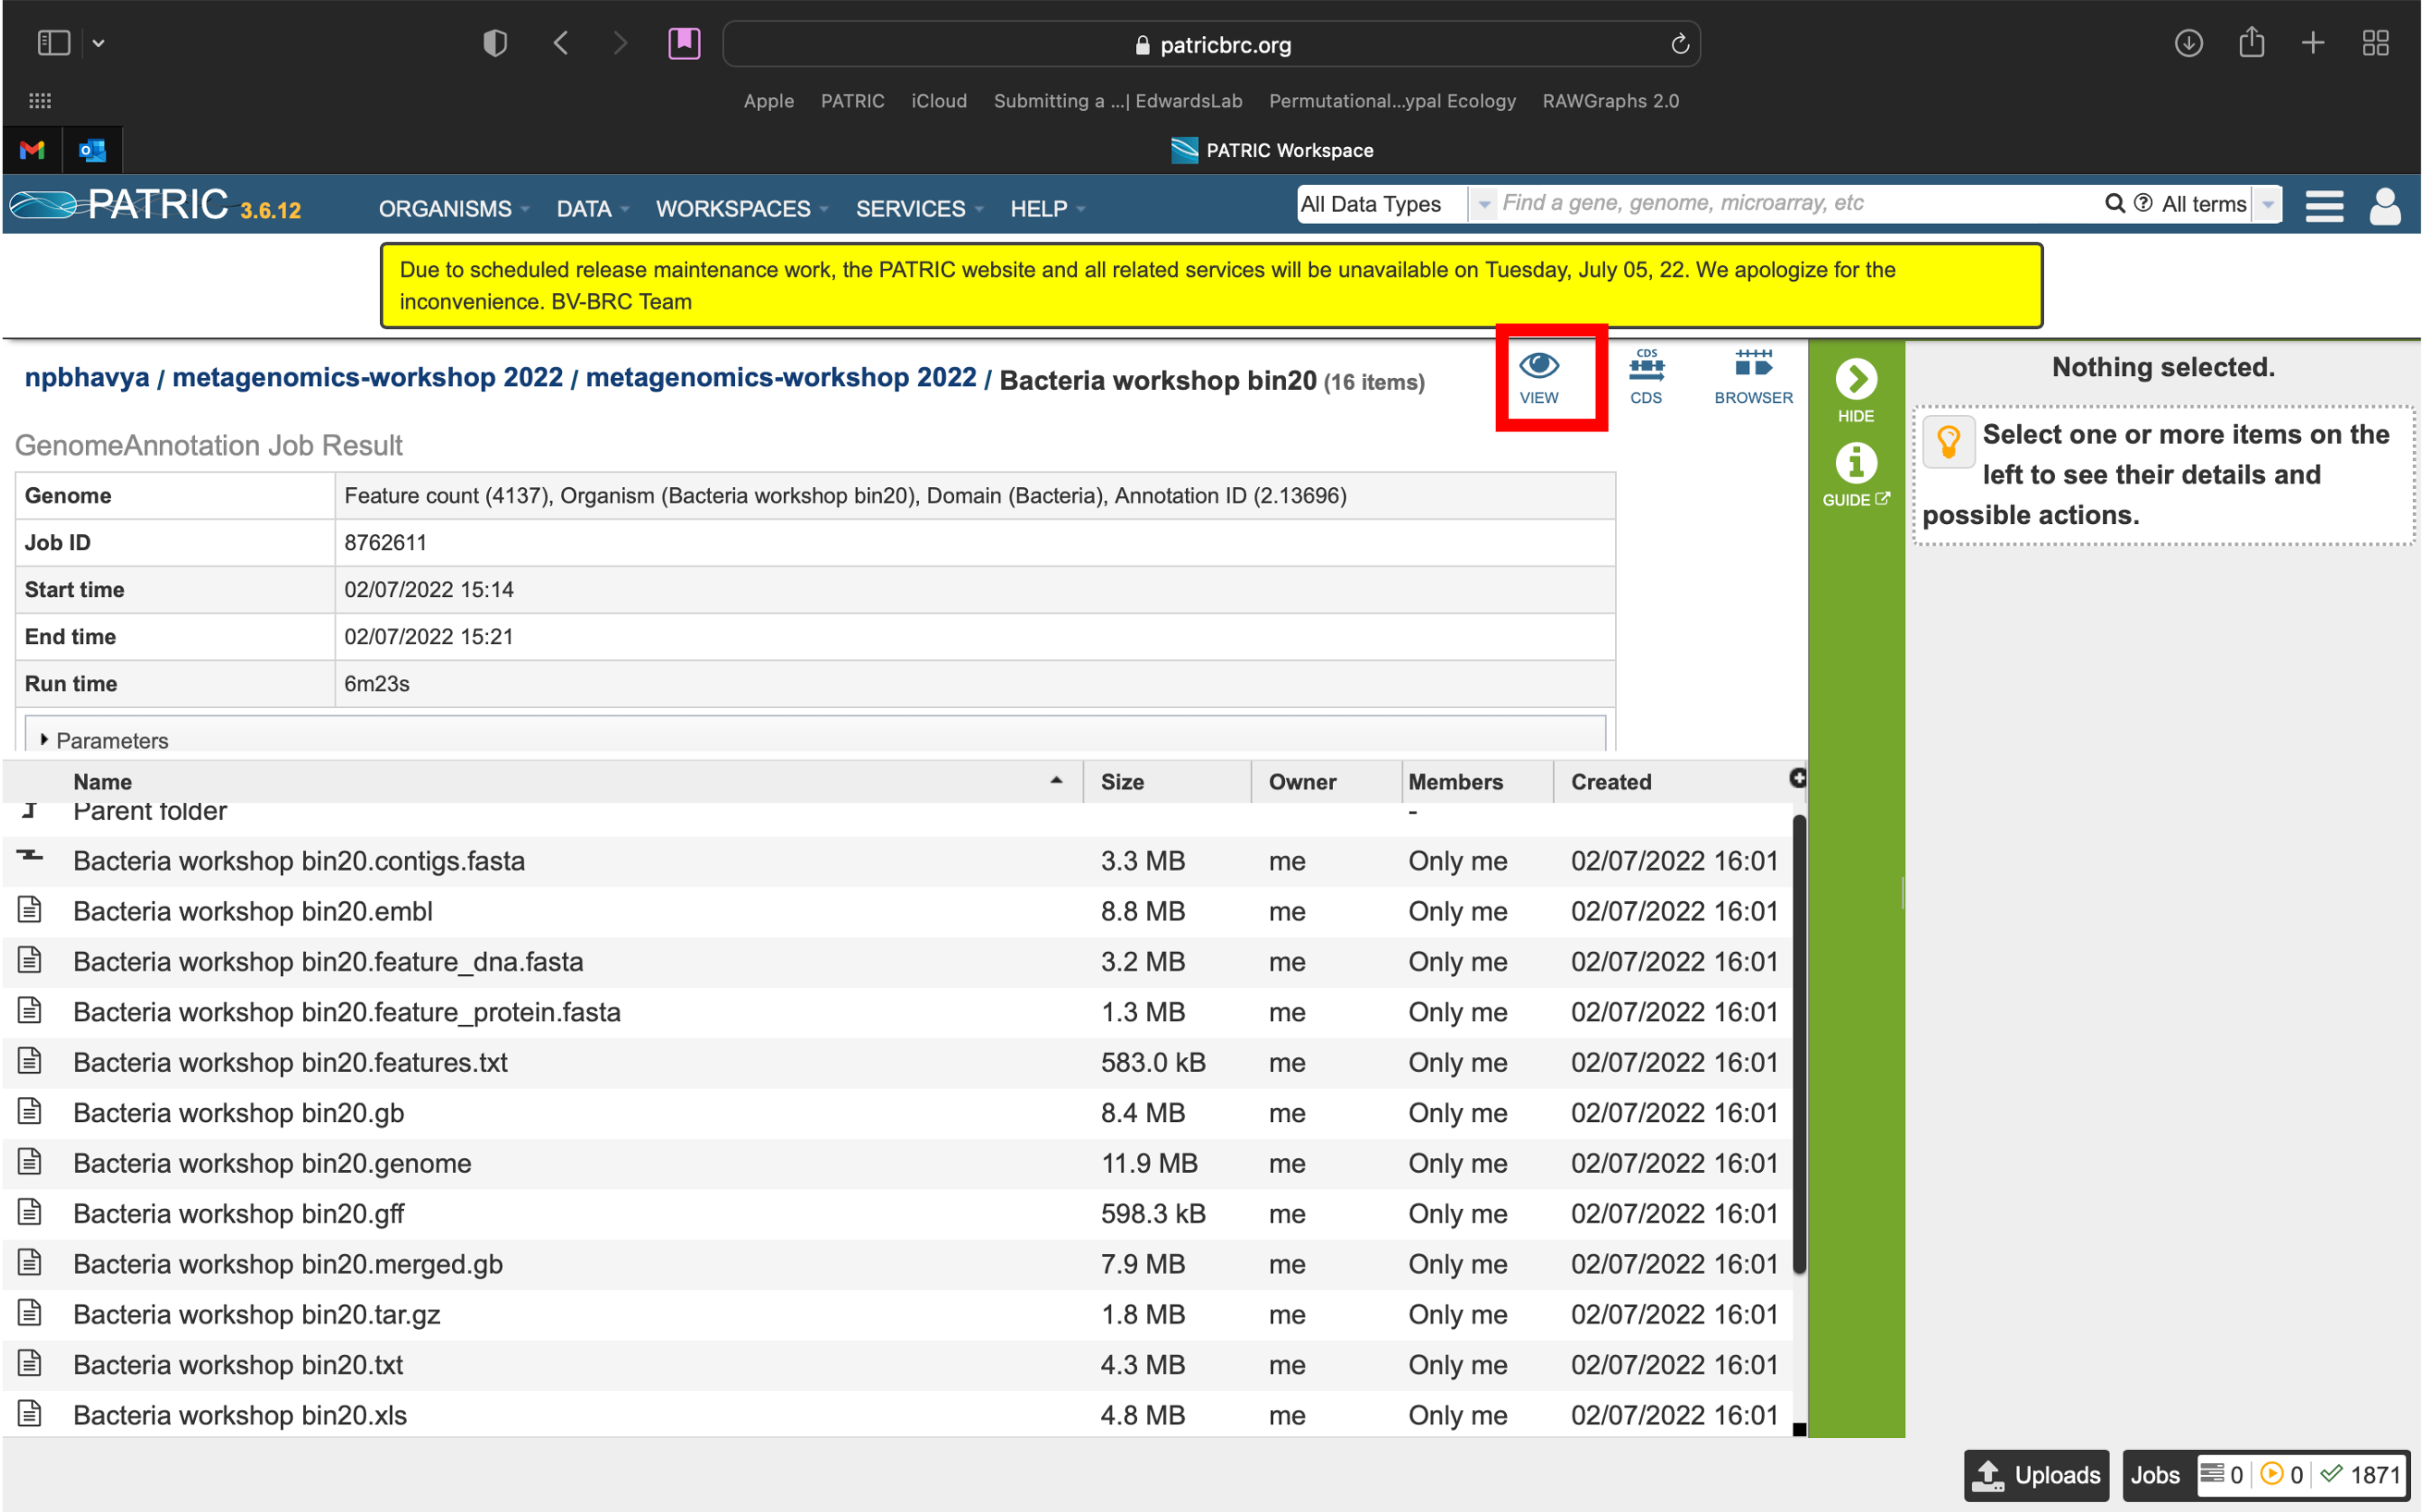 patricbrc.org
Apple PATRIC iCloud Submitting a ...| EdwardsLab Permutational...ypal Ecology RAWGraphs 2.0
PATRIC Workspace
PATRIC 3.6.12 ORGANISMS DATA WORKSPACES SERVICES HELP All Data Types Find a gene, genome, microarray, etc All terms
Due to scheduled release maintenance work, the PATRIC website and all related services will be unavailable on Tuesday, July 05, 22. We apologize for the
inconvenience. BV-BRC Team
npbhavya / metagenomics-workshop 2022 / metagenomics-workshop 2022 / Bacteria workshop bin20 (16 items)
VIEW
CDS
CDS
BROWSER
HIDE
GUIDE
Nothing selected.
Select one or more items on the
left to see their details and
possible actions.
GenomeAnnotation Job Result
Genome Feature count (4137), Organism (Bacteria workshop bin20), Domain (Bacteria), Annotation ID (2.13696)
Job ID 8762611
Start time 02/07/2022 15:14
End time 02/07/2022 15:21
Run time 6m23s
Parameters
Name Size Owner Members Created
Parent folder -
Bacteria workshop bin20.contigs.fasta 3.3 MB me Only me 02/07/2022 16:01
Bacteria workshop bin20.embl 8.8 MB me Only me 02/07/2022 16:01
Bacteria workshop bin20.feature_dna.fasta 3.2 MB me Only me 02/07/2022 16:01
Bacteria workshop bin20.feature_protein.fasta 1.3 MB me Only me 02/07/2022 16:01
Bacteria workshop bin20.features.txt 583.0 kB me Only me 02/07/2022 16:01
Bacteria workshop bin20.gb 8.4 MB me Only me 02/07/2022 16:01
Bacteria workshop bin20.genome 11.9 MB me Only me 02/07/2022 16:01
Bacteria workshop bin20.gff 598.3 kB me Only me 02/07/2022 16:01
Bacteria workshop bin20.merged.gb 7.9 MB me Only me 02/07/2022 16:01
Bacteria workshop bin20.tar.gz 1.8 MB me Only me 02/07/2022 16:01
Bacteria workshop bin20.txt 4.3 MB me Only me 02/07/2022 16:01
Bacteria workshop bin20.xls 4.8 MB me Only me 02/07/2022 16:01
Uploads Jobs 0 0 1871